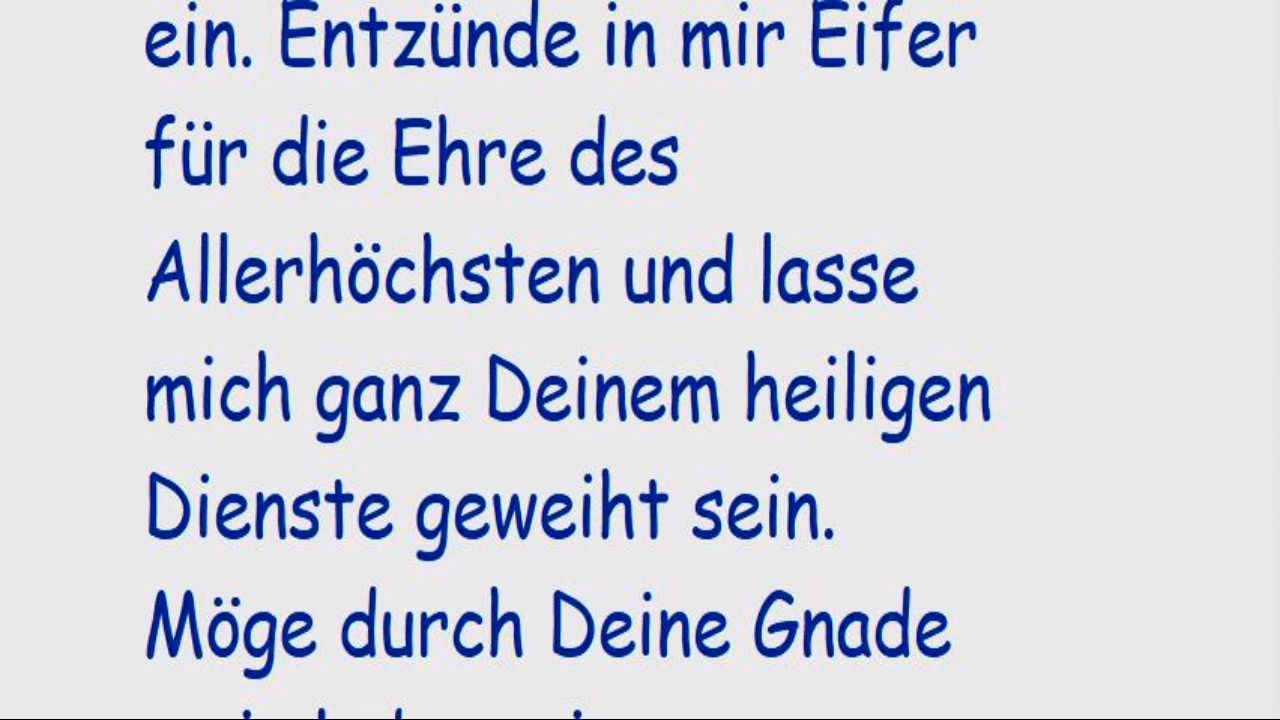 ein. Entzünde in mir Eifer
für die Ehre des
Allerhöchsten und lasse
mich ganz Deinem heiligen
Dienste geweiht sein.
Möge durch Deine Gnade